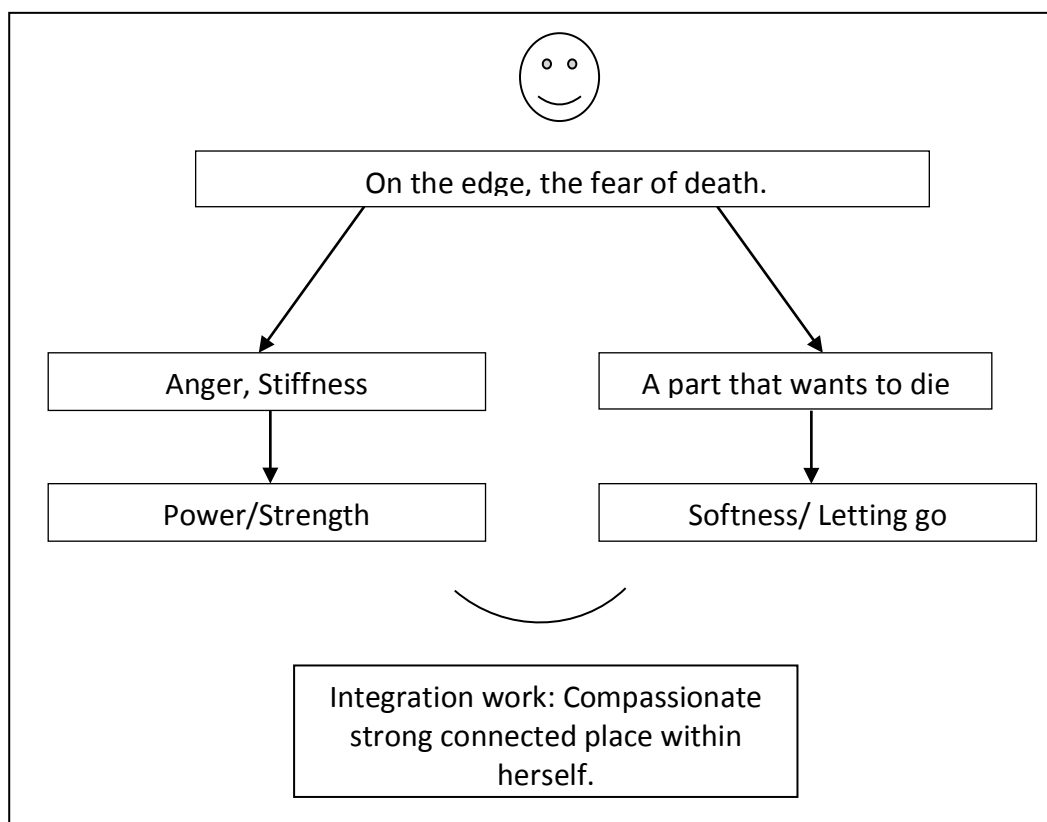 On the edge, the fear of death.
Anger, Stiffness
A part that wants to die
Power/Strength
Softness/ Letting go
Integration work: Compassionate
strong connected place within
herself.